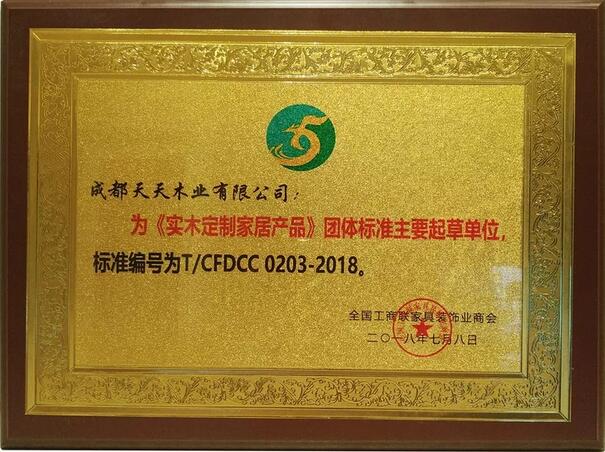 成都天天木业有限公司：
为《实木定制家居产品》团体标准主要起草单位，
标准编号为T/CFDCC 0203-2018。
全国工商联家具装饰业商会
二〇一八年七月八日